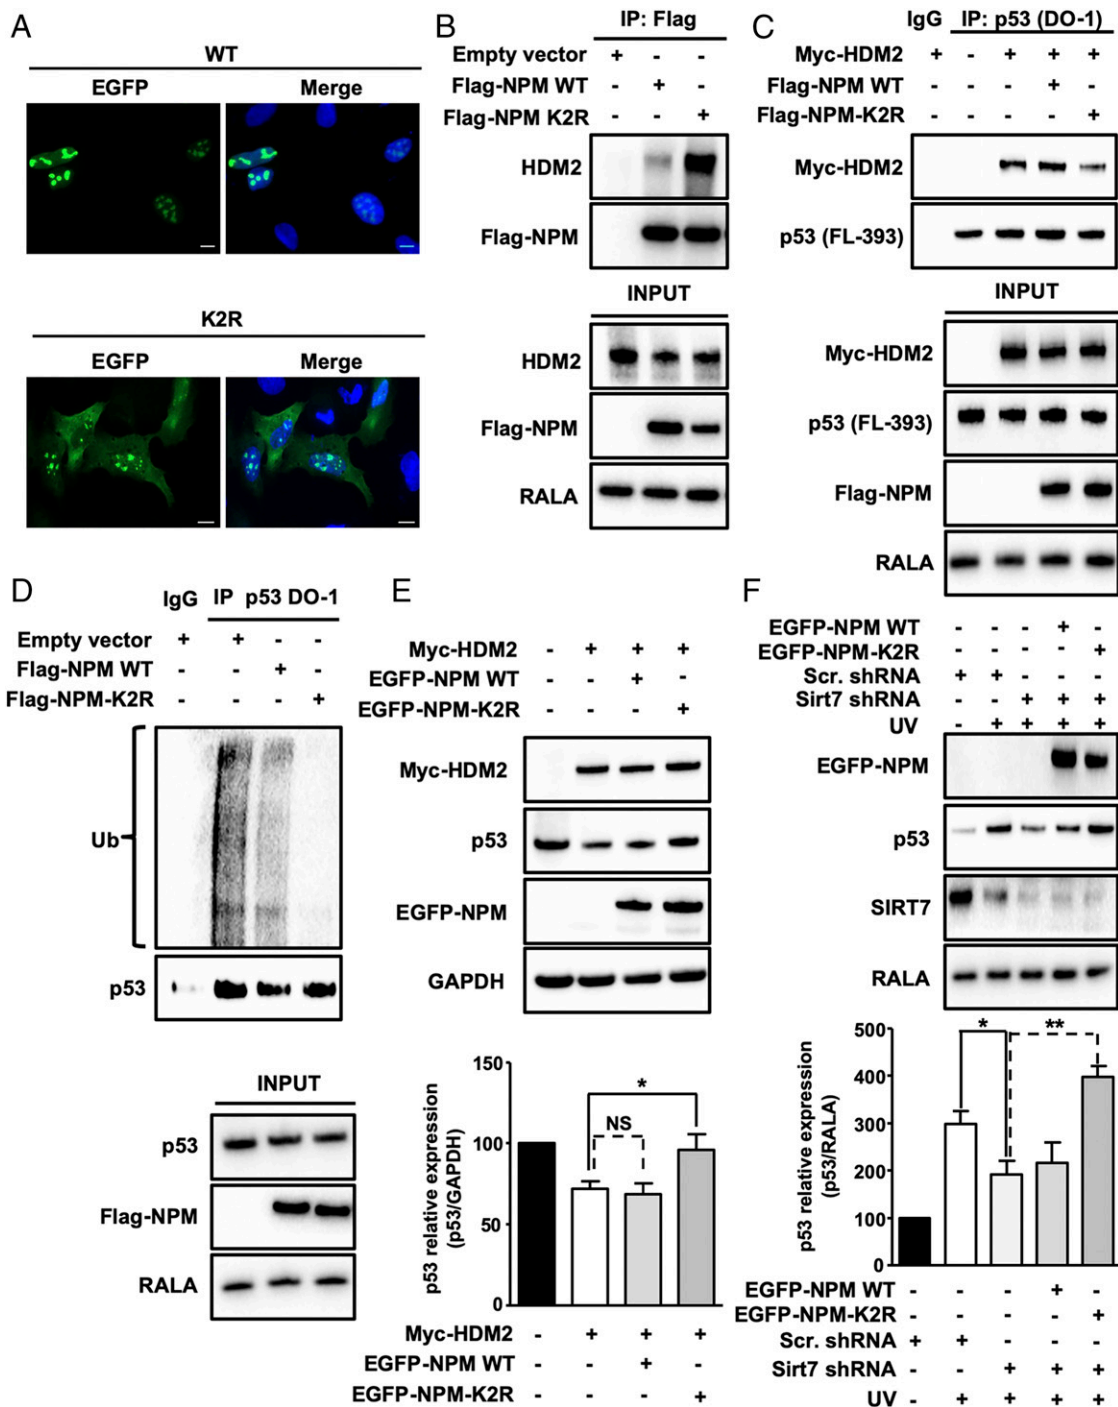 A
WT
EGFP Merge
K2R
EGFP Merge
B
IP: Flag
Empty vector + - -
Flag-NPM WT - + -
Flag-NPM K2R - - +
HDM2
Flag-NPM
INPUT
HDM2
Flag-NPM
RALA
C
IgG IP: p53 (DO-1)
Myc-HDM2 + - + + +
Flag-NPM WT - - - + -
Flag-NPM-K2R - - - - +
Myc-HDM2
p53 (FL-393)
INPUT
Myc-HDM2
p53 (FL-393)
Flag-NPM
RALA
D
IgG IP p53 DO-1
Empty vector + + - -
Flag-NPM WT - - + -
Flag-NPM-K2R - - - +
Ub
p53
INPUT
p53
Flag-NPM
RALA
E
Myc-HDM2 - + + +
EGFP-NPM WT - - + -
EGFP-NPM-K2R - - - +
Myc-HDM2
p53
EGFP-NPM
GAPDH
p53 relative expression
(p53/GAPDH)
150
100
50
0
*
NS
Myc-HDM2 - + + +
EGFP-NPM WT - - + -
EGFP-NPM-K2R - - - +
F
EGFP-NPM WT - - - + -
EGFP-NPM-K2R - - - - +
Scr. shRNA + + - - -
Sirt7 shRNA - - + + +
UV - + + + +
EGFP-NPM
p53
SIRT7
RALA
p53 relative expression
(p53/RALA)
500
400
300
200
100
0
* **
EGFP-NPM WT - - - + -
EGFP-NPM-K2R - - - - +
Scr. shRNA + + - - -
Sirt7 shRNA - - + + +
UV - + + + +